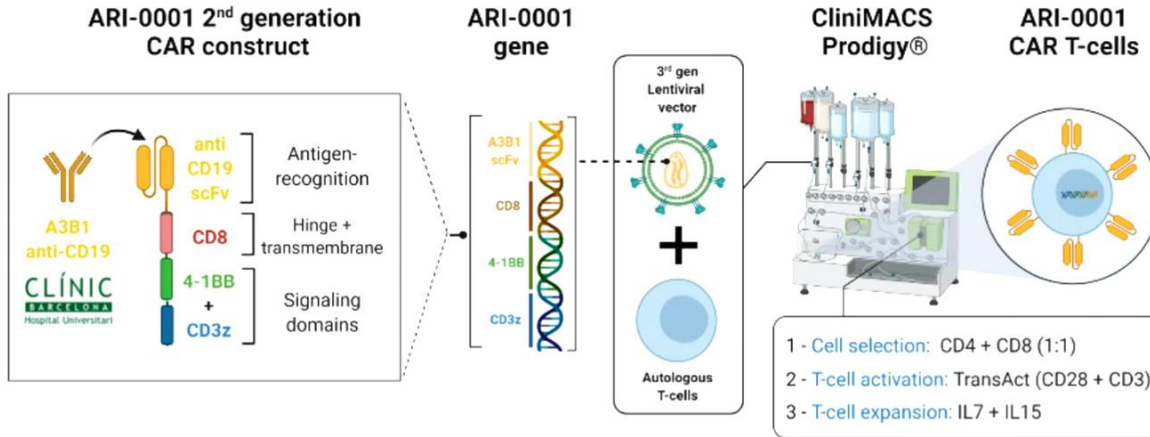 ARI-0001 2nd generation
CAR construct
anti
CD19
scFv
Antigen-
recognition
A3B1
anti-CD19
CD8
Hinge +
transmembrane
CLÍNIC
BARCELONA
Hospital Universitari
4-1BB
+
CD3z
Signaling
domains
ARI-0001
gene
A3B1
scFv
CD8
4-1BB
CD3z
3rd gen
Lentiviral
vector
+
Autologous
T-cells
CliniMACS
Prodigy®
ARI-0001
CAR T-cells
1 - Cell selection: CD4 + CD8 (1:1)
2 - T-cell activation: TransAct (CD28 + CD3)
3 - T-cell expansion: IL7 + IL15